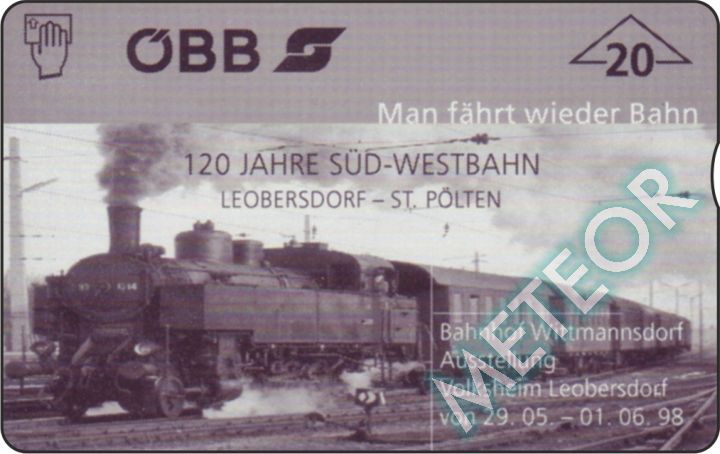 ÖBB
20
Man fährt wieder Bahn
120 JAHRE SÜD-WESTBAHN
LEOBERSDORF – ST. PÖLTEN
Bahnhof Wittmannsdorf
Ausstellung
Volksheim Leobersdorf
von 29. 05. – 01. 06. 98
METEOR